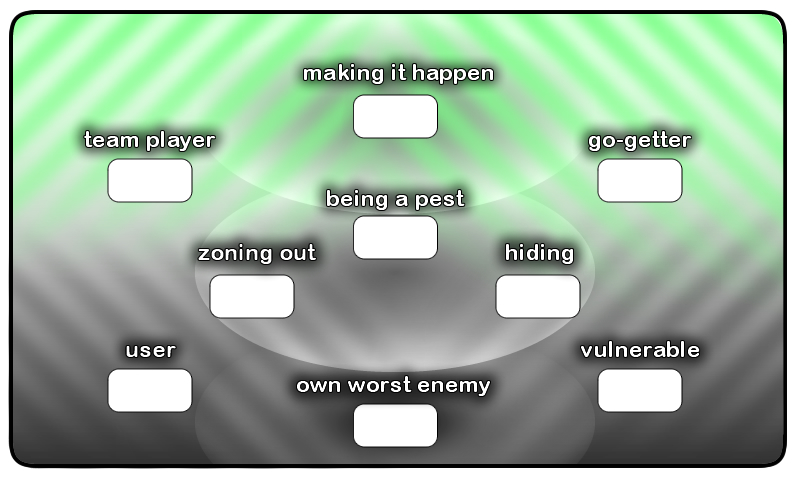 making it happen
team player
go-getter
being a pest
zoning out
hiding
user
vulnerable
own worst enemy